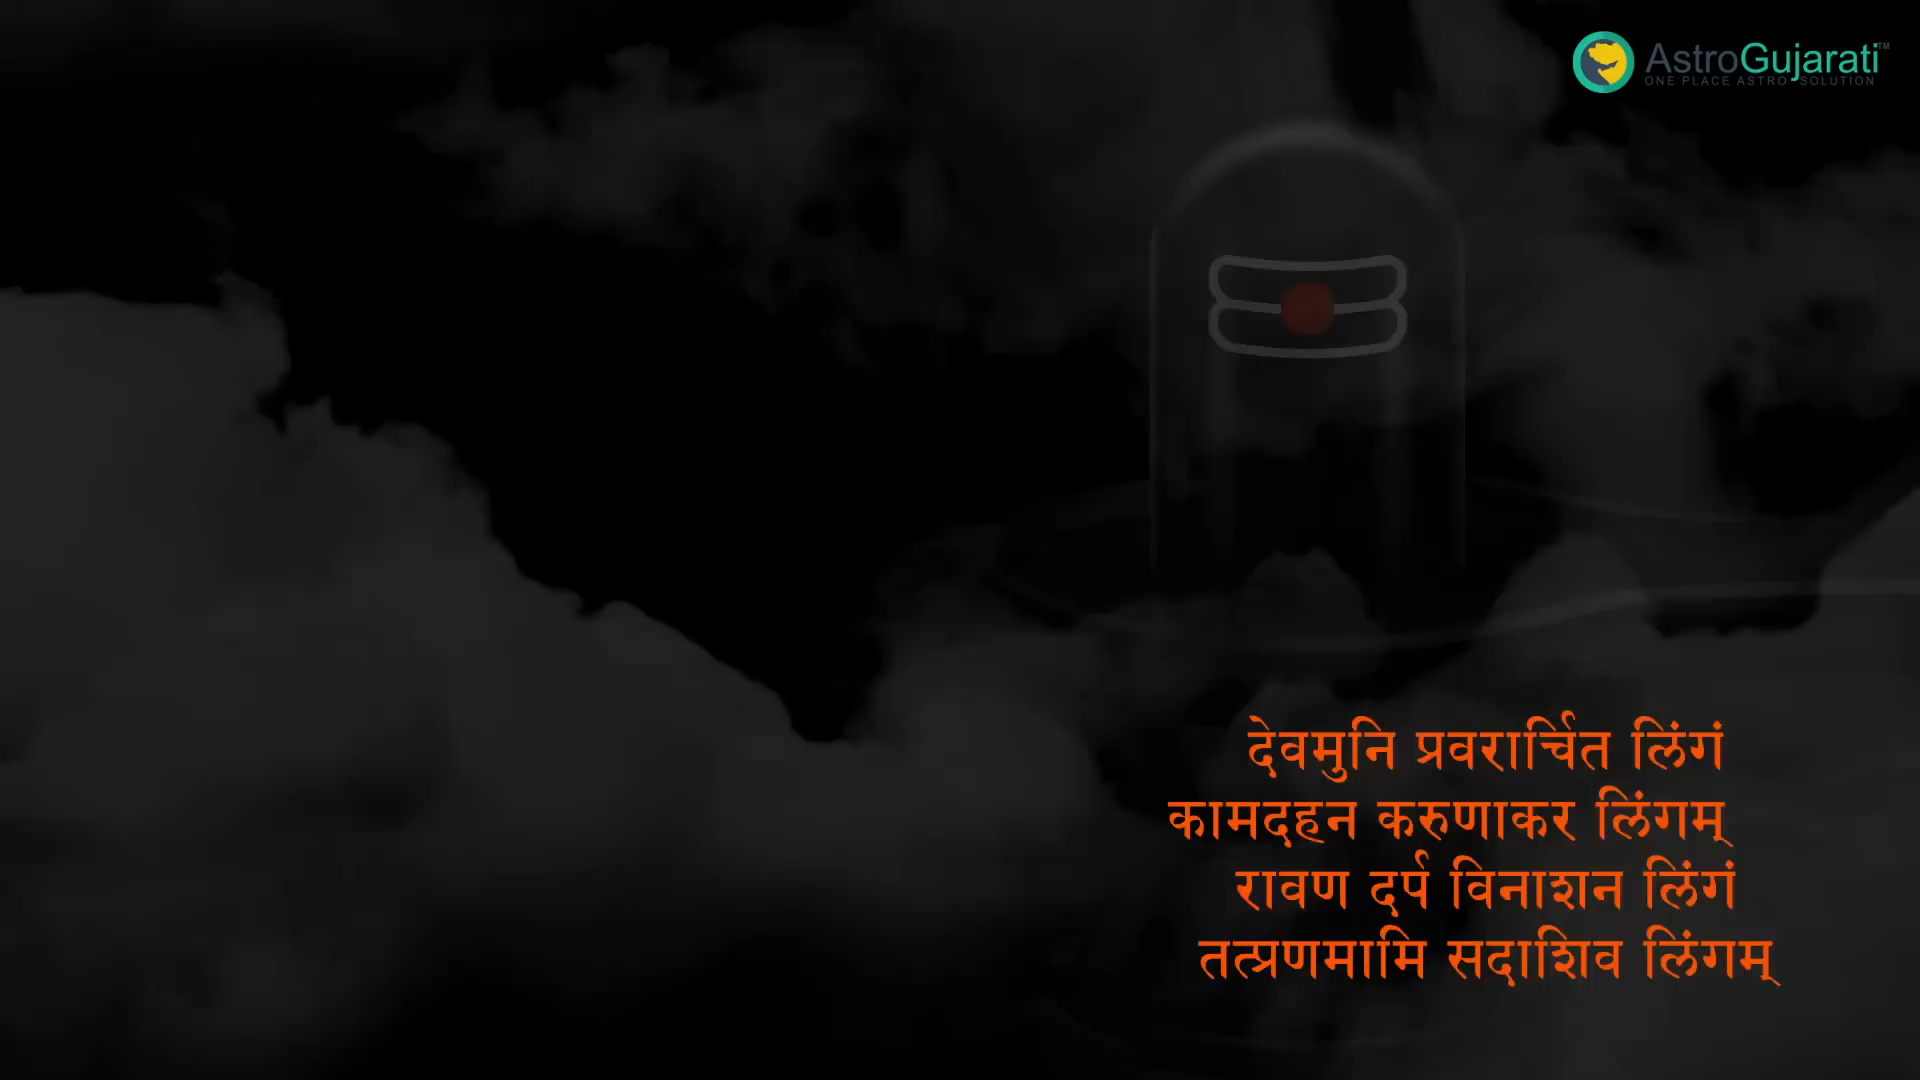 AstroGujarati™
ONE PLACE ASTRO SOLUTION
देवमुनि प्रवरार्चित लिंगं
कामदहन करुणाकर लिंगम्
रावण दर्प विनाशन लिंगं
तत्प्रणमामि सदाशिव लिंगम्